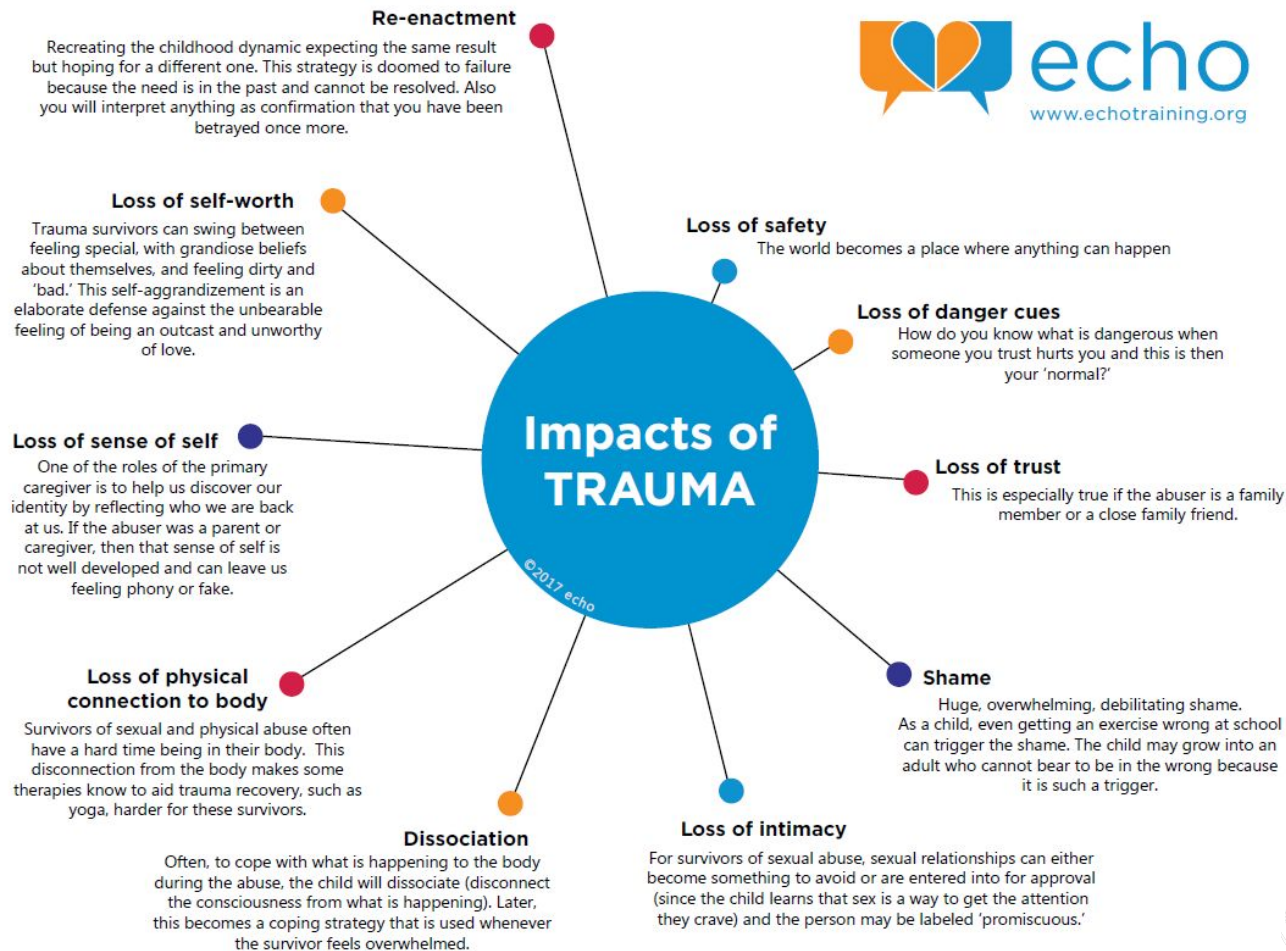 Re-enactment
Recreating the childhood dynamic expecting the same result
but hoping for a different one. This strategy is doomed to failure
because the need is in the past and cannot be resolved. Also
you will interpret anything as confirmation that you have been
betrayed once more.
echo
www.echotraining.org
Loss of self-worth
Trauma survivors can swing between
feeling special, with grandiose beliefs
about themselves, and feeling dirty and
‘bad.’ This self-aggrandizement is an
elaborate defense against the unbearable
feeling of being an outcast and unworthy
of love.
Loss of safety
The world becomes a place where anything can happen
Loss of danger cues
How do you know what is dangerous when
someone you trust hurts you and this is then
your ‘normal?’
Impacts of
TRAUMA
©2017 echo
Loss of sense of self
One of the roles of the primary
caregiver is to help us discover our
identity by reflecting who we are back
at us. If the abuser was a parent or
caregiver, then that sense of self is
not well developed and can leave us
feeling phony or fake.
Loss of trust
This is especially true if the abuser is a family
member or a close family friend.
Loss of physical
connection to body
Survivors of sexual and physical abuse often
have a hard time being in their body. This
disconnection from the body makes some
therapies know to aid trauma recovery, such as
yoga, harder for these survivors.
Shame
Huge, overwhelming, debilitating shame.
As a child, even getting an exercise wrong at school
can trigger the shame. The child may grow into an
adult who cannot bear to be in the wrong because
it is such a trigger.
Dissociation
Often, to cope with what is happening to the body
during the abuse, the child will dissociate (disconnect
the consciousness from what is happening). Later,
this becomes a coping strategy that is used whenever
the survivor feels overwhelmed.
Loss of intimacy
For survivors of sexual abuse, sexual relationships can either
become something to avoid or are entered into for approval
(since the child learns that sex is a way to get the attention
they crave) and the person may be labeled ‘promiscuous.’